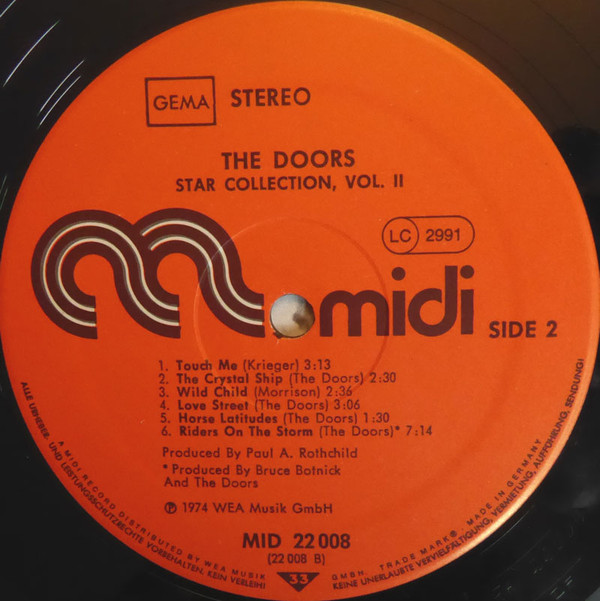 GEMA STEREO
THE DOORS
STAR COLLECTION, VOL. II
LC 2991
midi
SIDE 2
1. Touch Me (Krieger) 3:13
2. The Crystal Ship (The Doors) 2:30
3. Wild Child (Morrison) 2:36
4. Love Street (The Doors) 3:06
5. Horse Latitudes (The Doors) 1:30
6. Riders On The Storm (The Doors)* 7:14
Produced By Paul A. Rothchild
* Produced By Bruce Botnick
And The Doors
℗ 1974 WEA Musik GmbH
MID 22 008
(22 008 B)
33
A MIDI RECORD DISTRIBUTED BY WEA MUSIK GMBH. TRADE MARK ®. MADE IN GERMANY
ALLE URHEBER- UND LEISTUNGSSCHUTZRECHTE VORBEHALTEN. KEIN VERLEIH! KEINE UNERLAUBTE VERVIELFÄLTIGUNG, VERMIETUNG, AUFFÜHRUNG, SENDUNG!